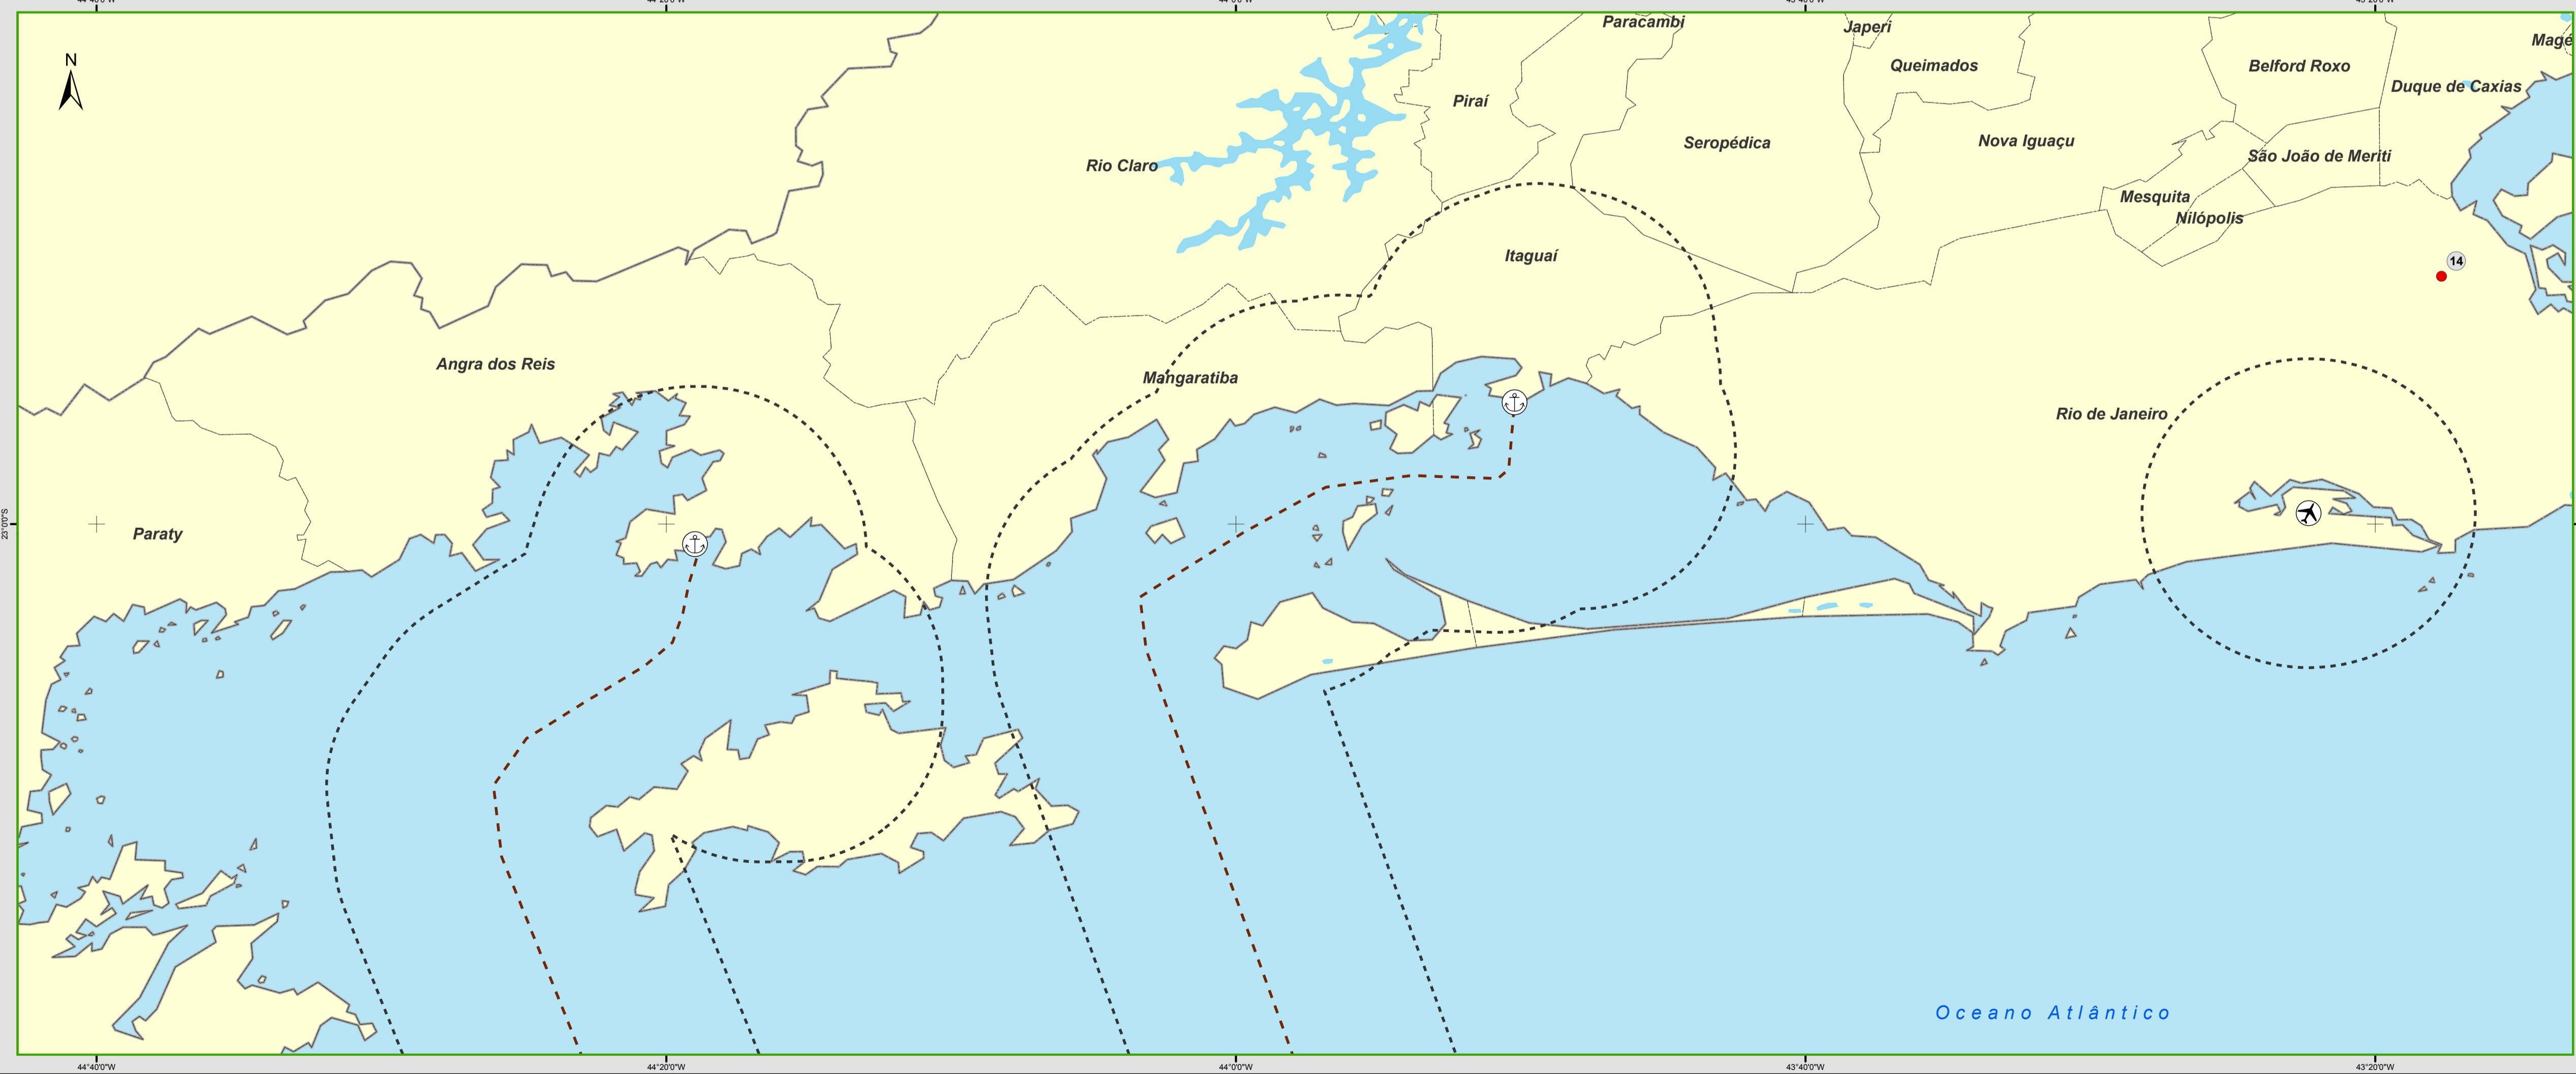 N
Paracambi
Japeri
Magé
Queimados
Belford Roxo
Duque de Caxias
Piraí
Seropédica
Nova Iguaçu
São João de Meriti
Rio Claro
Mesquita
Nilópolis
Itaguaí
14
Angra dos Reis
Mangaratiba
Rio de Janeiro
23°0'0"S
Paraty
Oceano Atlântico
44°40'0"W
44°20'0"W
44°0'0"W
43°40'0"W
43°20'0"W